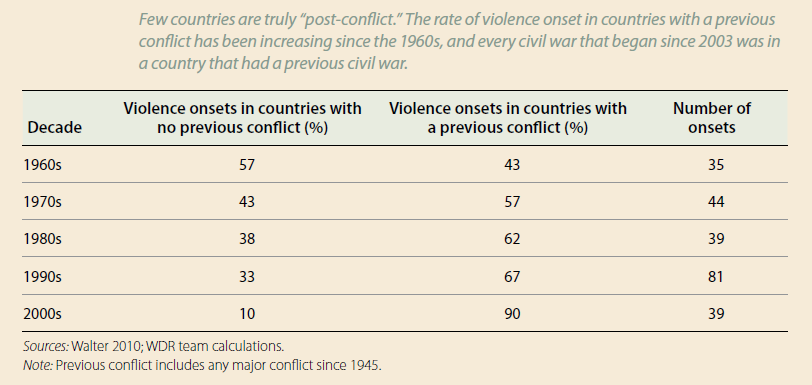 Few countries are truly “post-conflict.” The rate of violence onset in countries with a previous
conflict has been increasing since the 1960s, and every civil war that began since 2003 was in
a country that had a previous civil war.
Decade Violence onsets in countries with no previous conflict (%) Violence onsets in countries with a previous conflict (%) Number of onsets
1960s 57 43 35
1970s 43 57 44
1980s 38 62 39
1990s 33 67 81
2000s 10 90 39
Sources: Walter 2010; WDR team calculations.
Note: Previous conflict includes any major conflict since 1945.